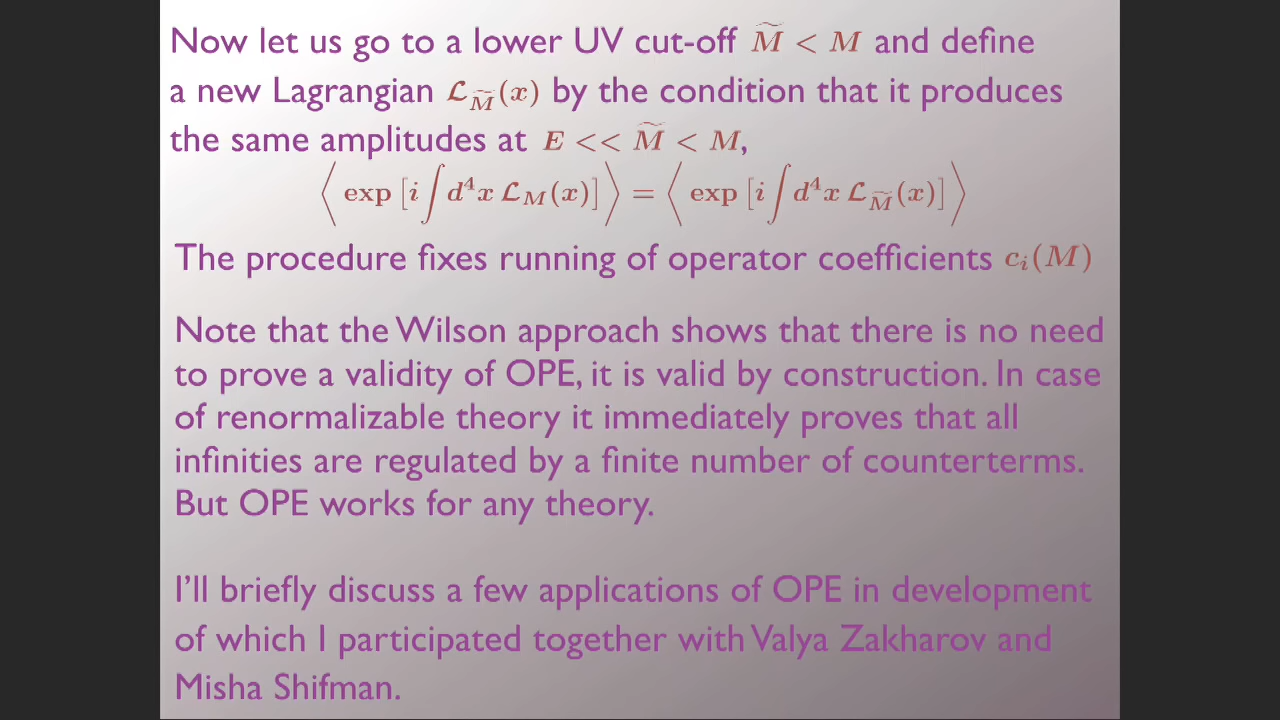 Now let us go to a lower UV cut-off M̃ < M and define
a new Lagrangian ℒ_M̃(x) by the condition that it produces
the same amplitudes at E << M̃ < M,
⟨exp [i∫d⁴x ℒ_M(x)]⟩ = ⟨exp [i∫d⁴x ℒ_M̃(x)]⟩
The procedure fixes running of operator coefficients cᵢ(M)
Note that the Wilson approach shows that there is no need
to prove a validity of OPE, it is valid by construction. In case
of renormalizable theory it immediately proves that all
infinities are regulated by a finite number of counterterms.
But OPE works for any theory.
I'll briefly discuss a few applications of OPE in development
of which I participated together with Valya Zakharov and
Misha Shifman.